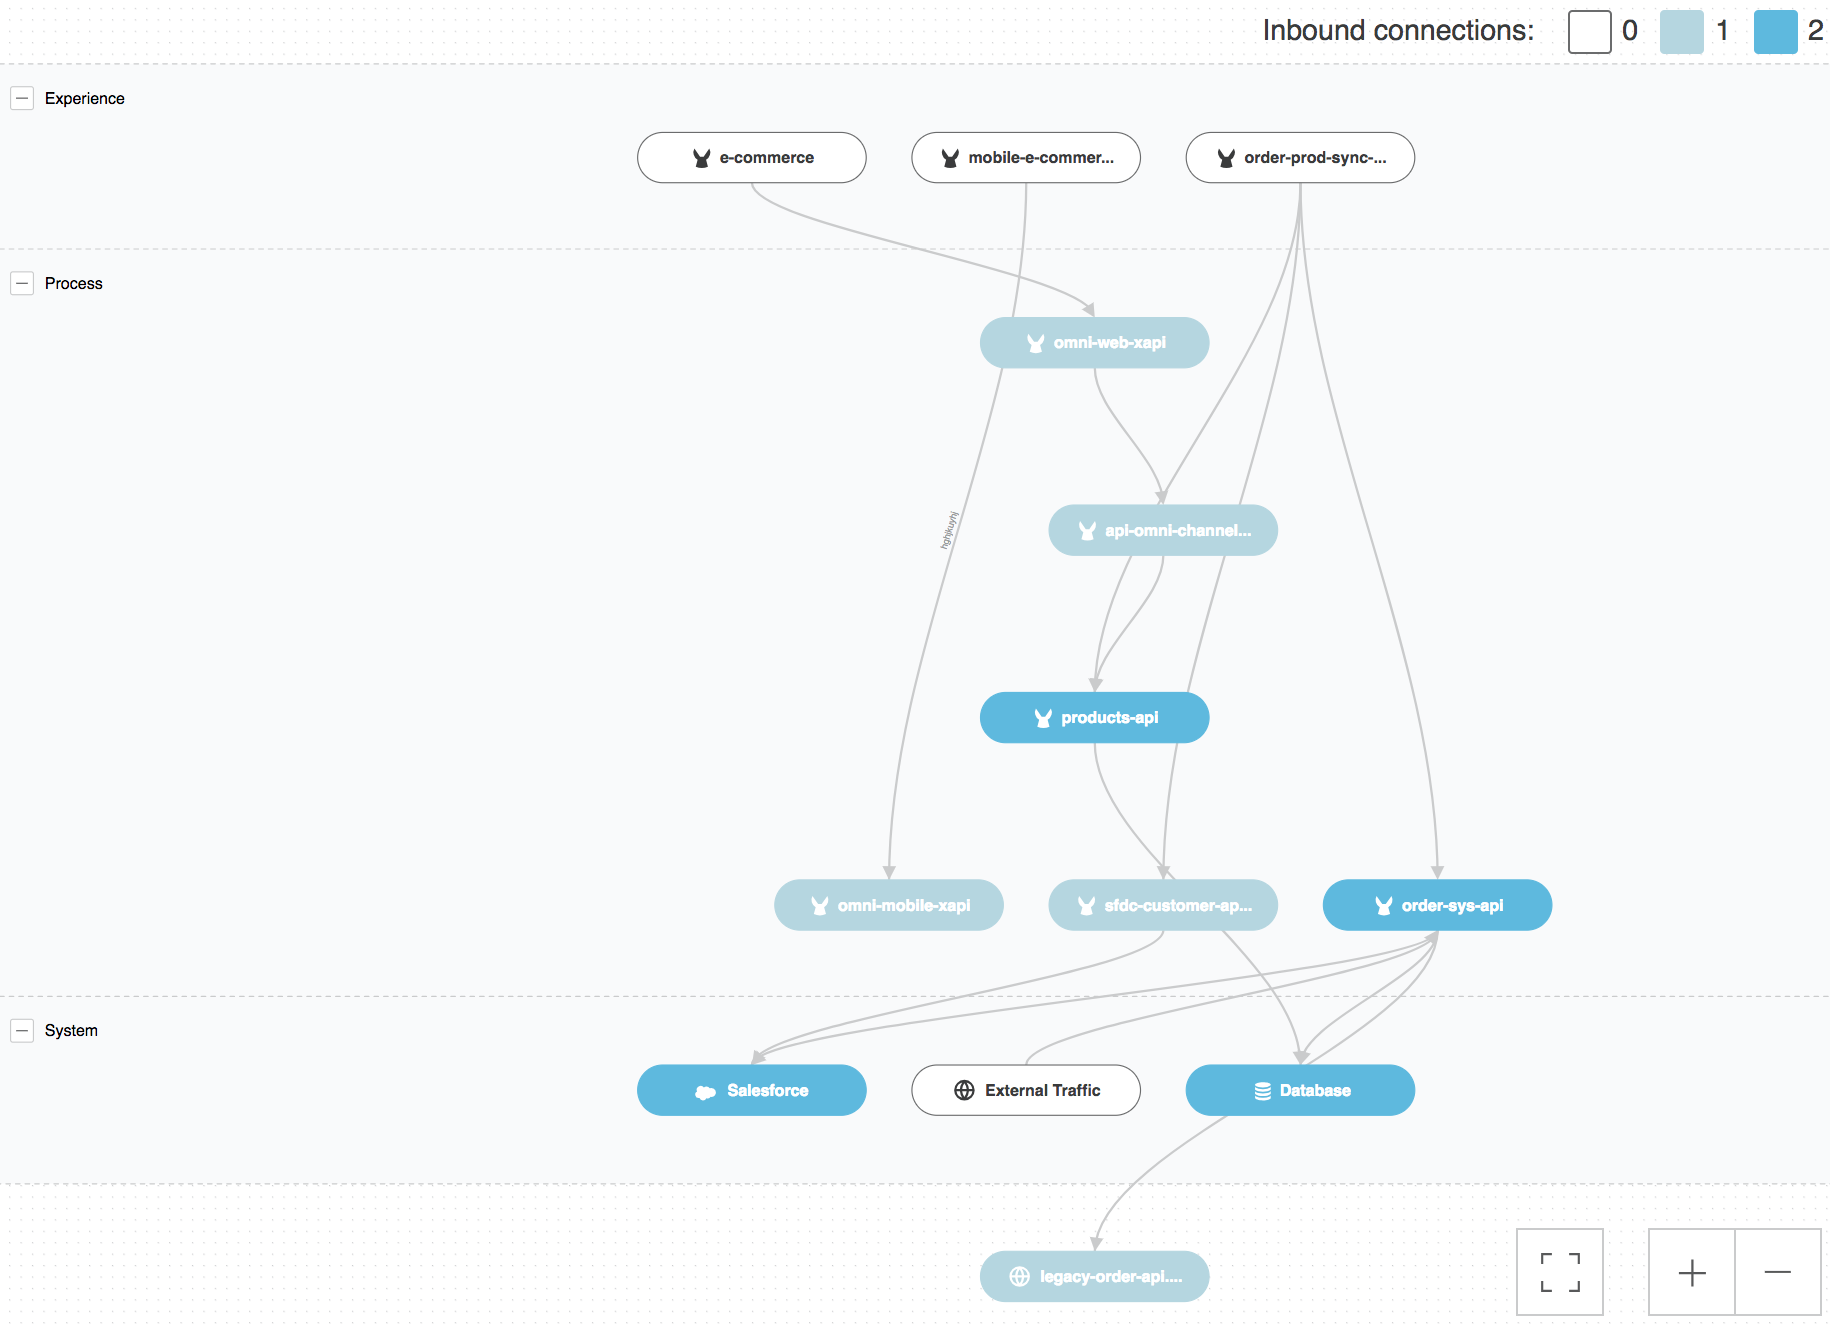 Inbound connections: 0 1 2
Experience
e-commerce
mobile-e-commer...
order-prod-sync-...
Process
omni-web-xapi
hghjkuyhj
api-omni-channel...
products-api
omni-mobile-xapi
sfdc-customer-ap...
order-sys-api
System
Salesforce
External Traffic
Database
legacy-order-api....